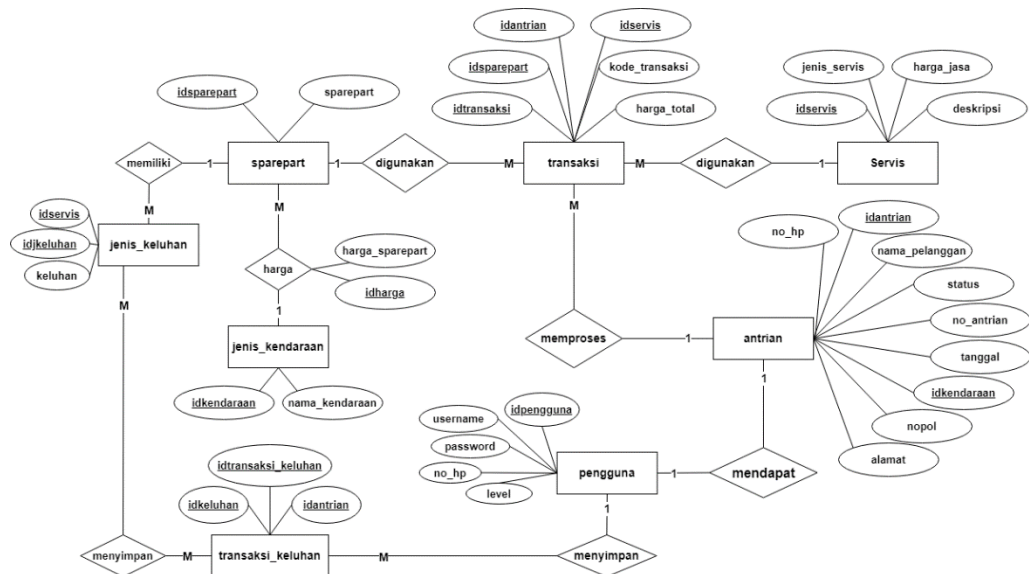 idantrian
idservis
idsparepart
kode_transaksi
idtransaksi
harga_total
idsparepart
sparepart
jenis_servis
harga_jasa
idservis
deskripsi
memiliki
1
sparepart
1
digunakan
M
transaksi
M
digunakan
1
Servis
M
M
M
idservis
idjkeluhan
keluhan
jenis_keluhan
M
harga
harga_sparepart
idharga
1
jenis_kendaraan
idkendaraan
nama_kendaraan
no_hp
idantrian
nama_pelanggan
status
no_antrian
tanggal
idkendaraan
nopol
alamat
memproses
1
antrian
1
username
idpengguna
password
no_hp
level
pengguna
1
mendapat
1
idtransaksi_keluhan
idkeluhan
idantrian
menyimpan
M
transaksi_keluhan
M
menyimpan